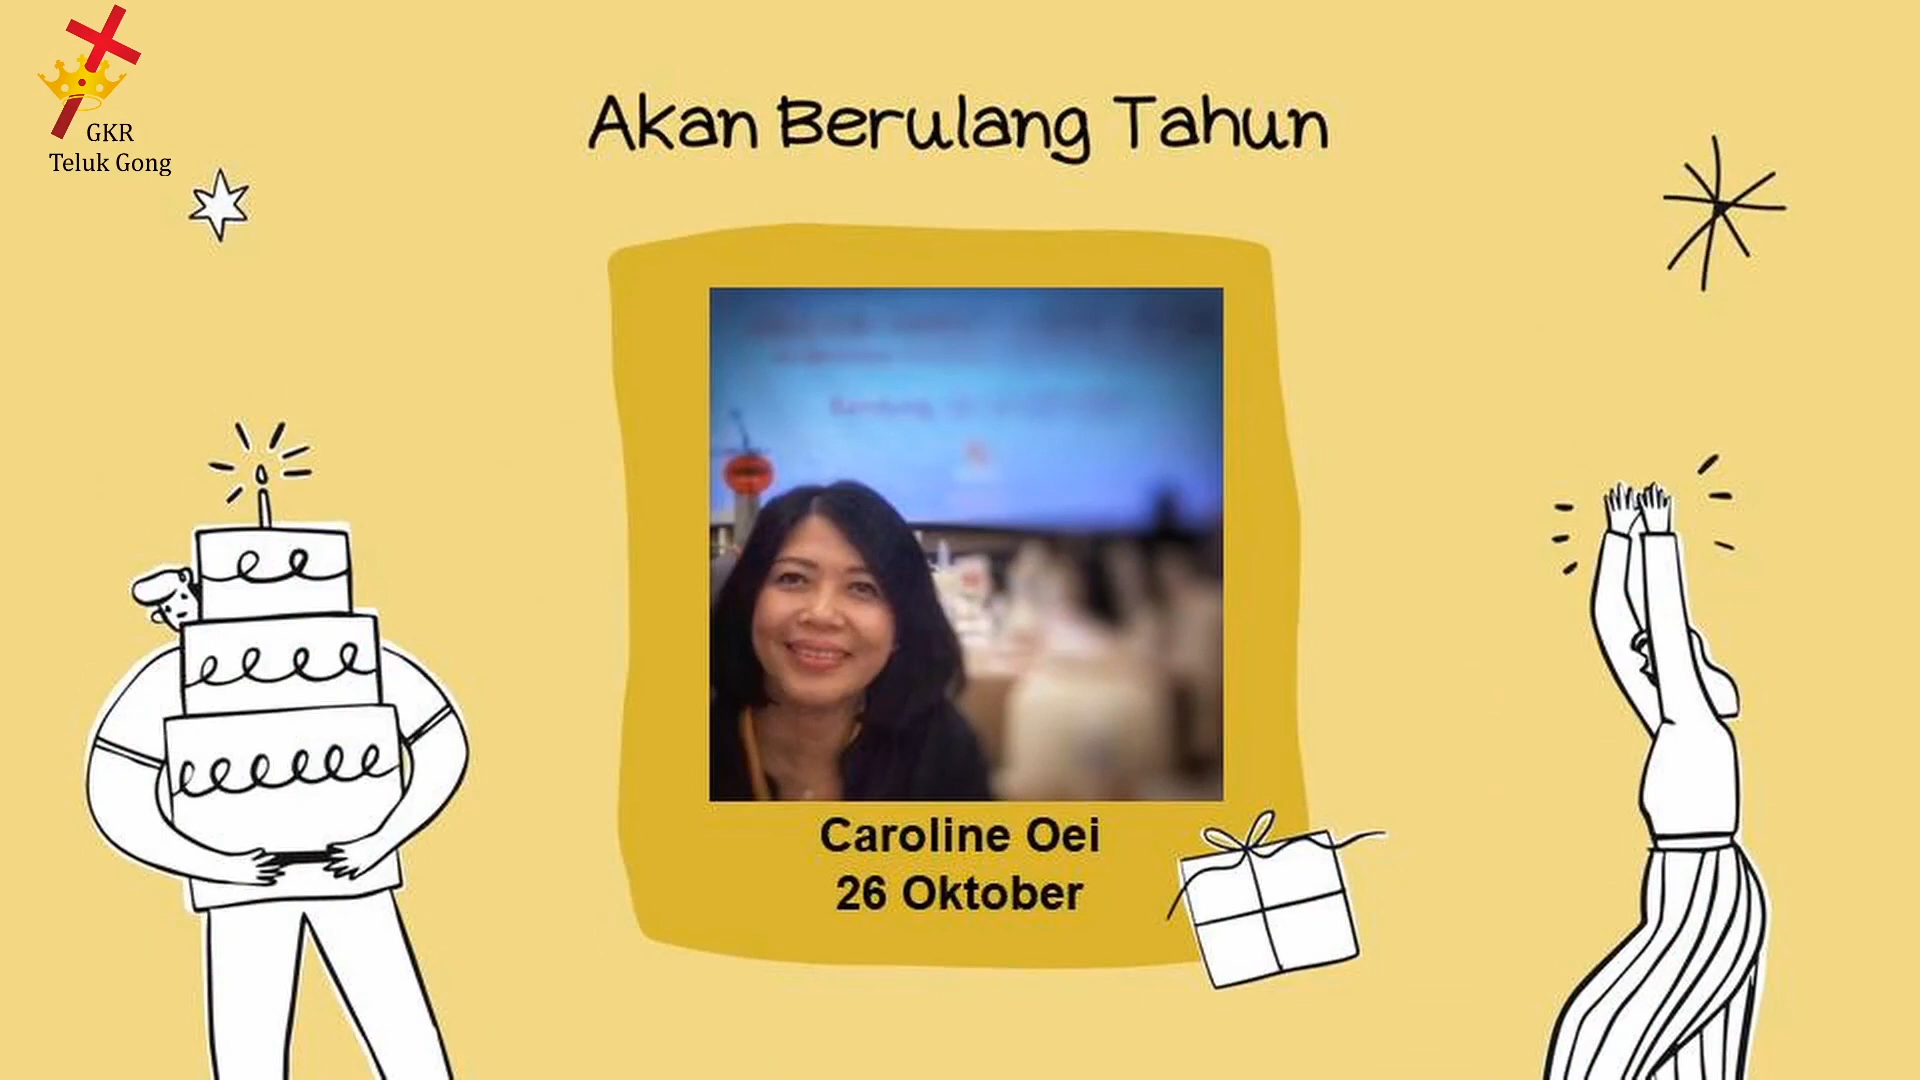 GKR
Teluk Gong
Akan Berulang Tahun
Caroline Oei
26 Oktober